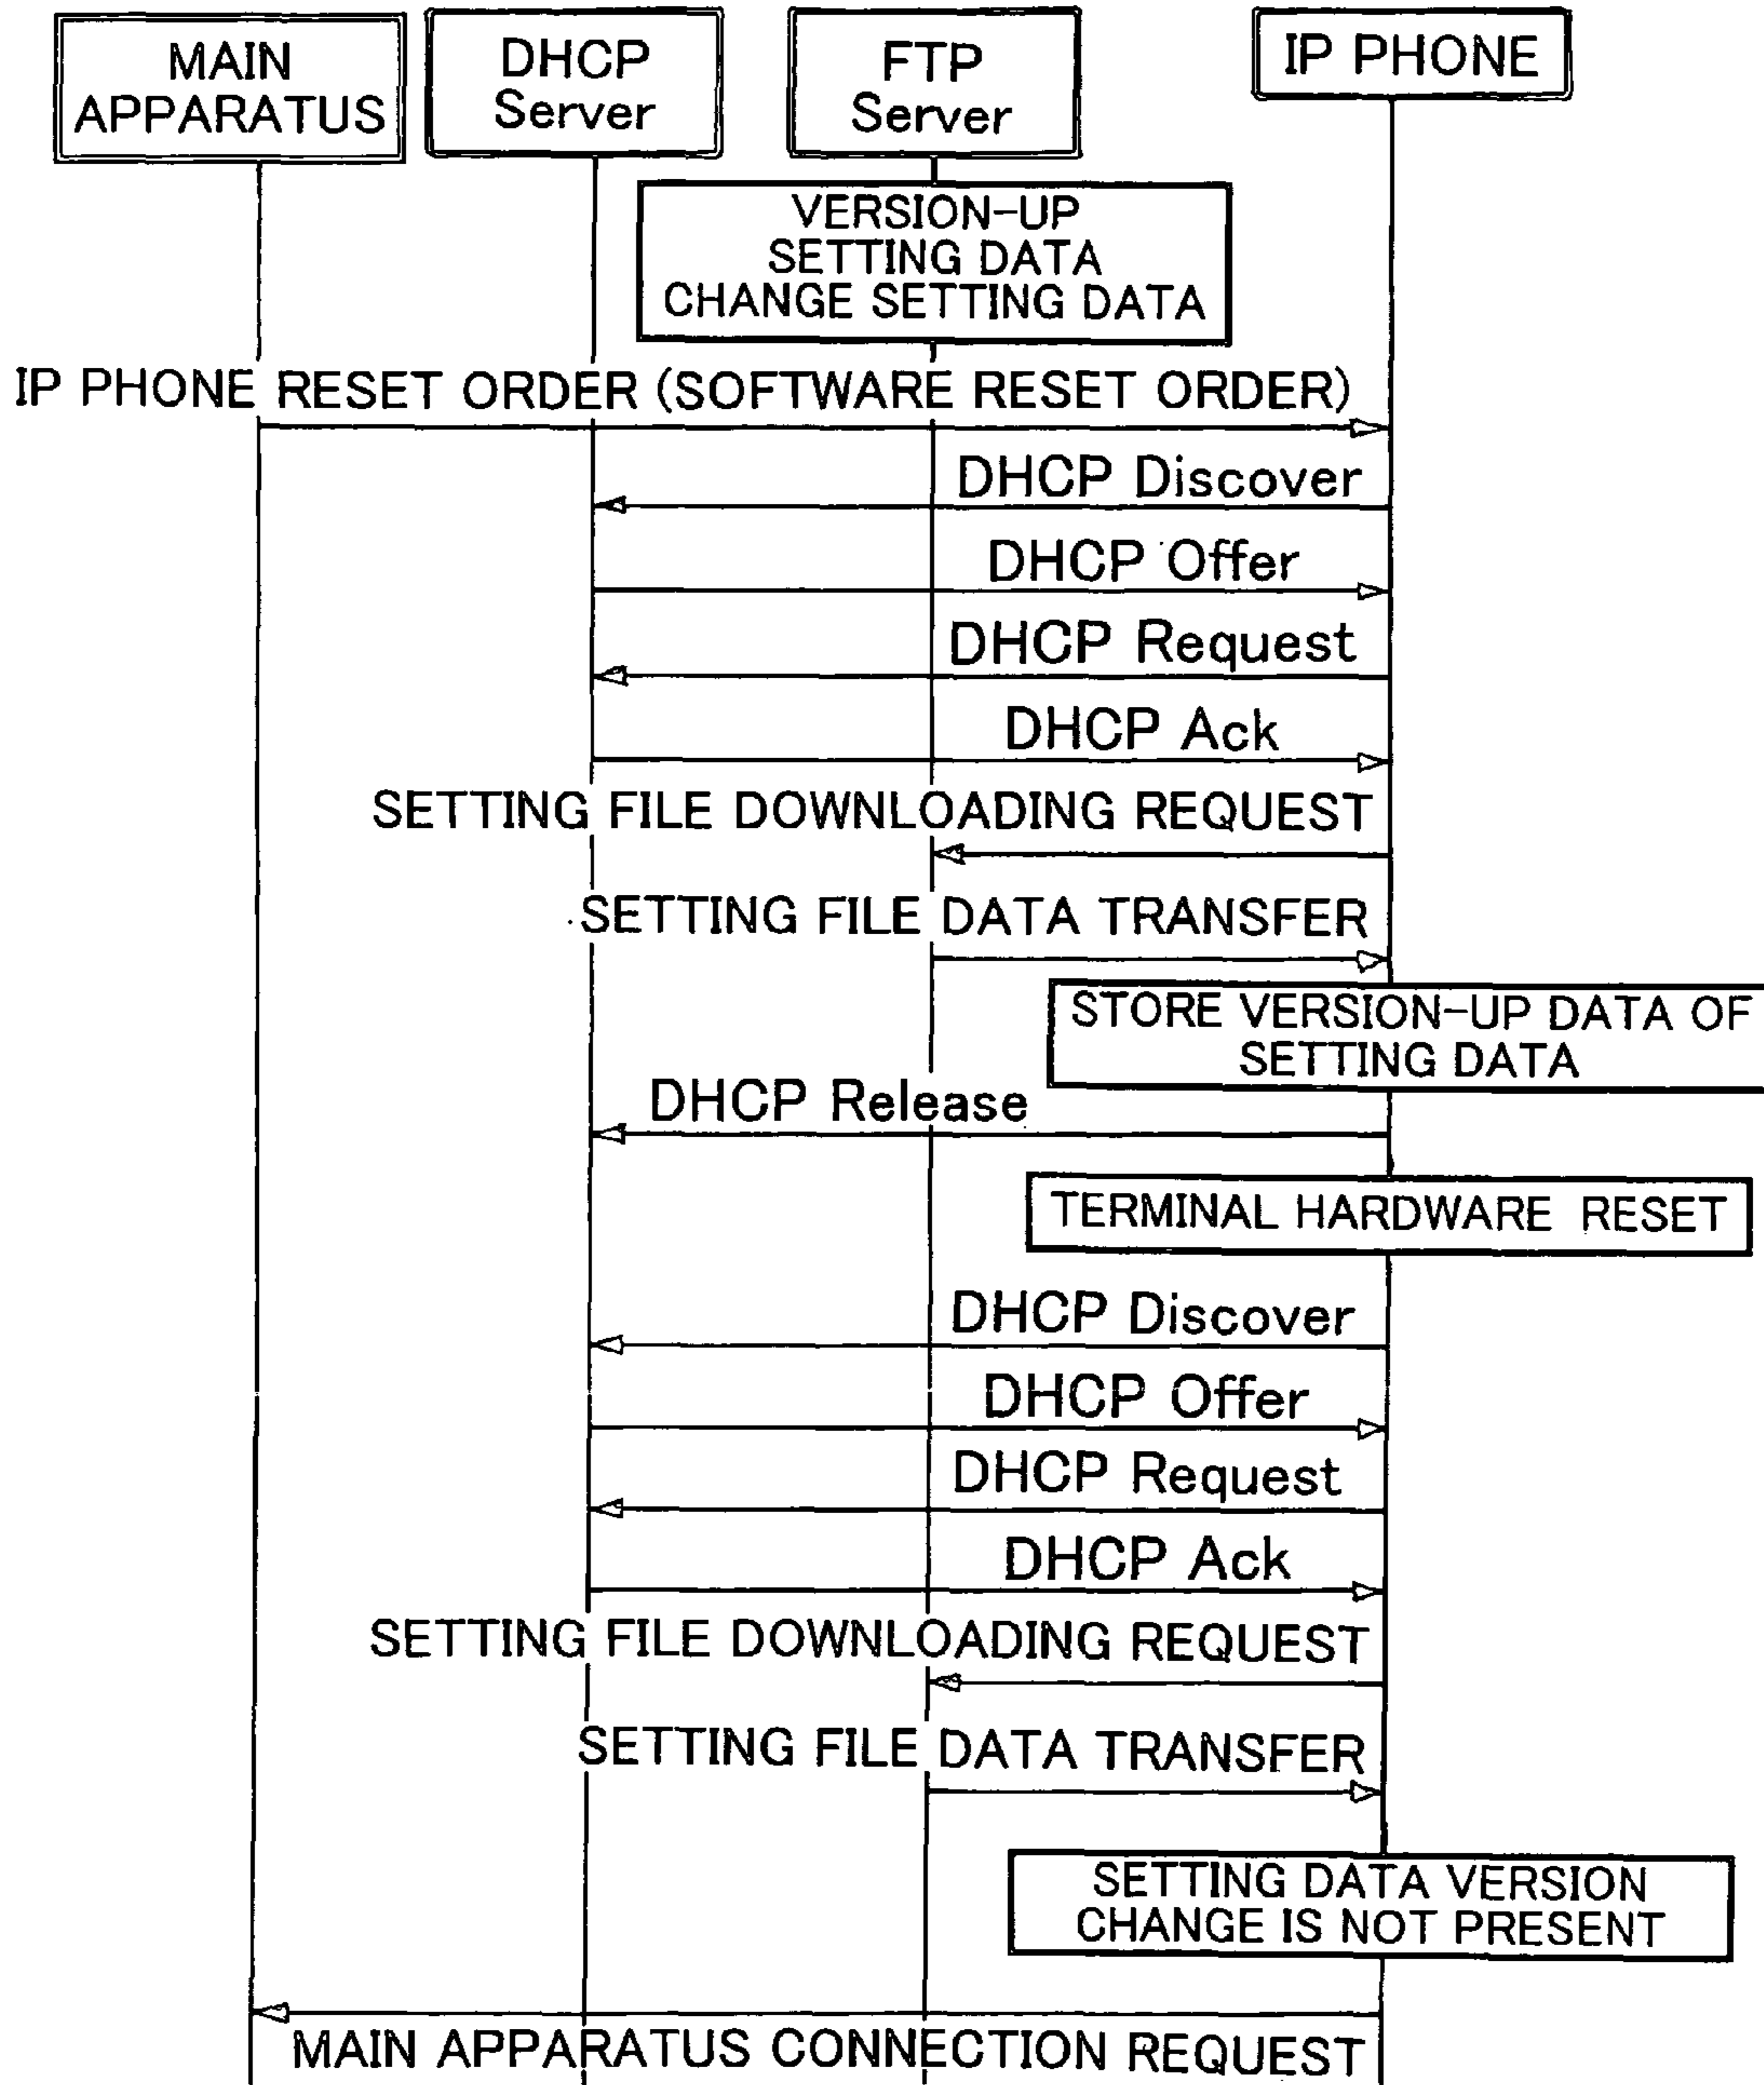 MAIN
APPARATUS
DHCP
Server
FTP
Server
IP PHONE
VERSION-UP
SETTING DATA
CHANGE SETTING DATA
IP PHONE RESET ORDER (SOFTWARE RESET ORDER)
DHCP Discover
DHCP Offer
DHCP Request
DHCP Ack
SETTING FILE DOWNLOADING REQUEST
SETTING FILE DATA TRANSFER
STORE VERSION-UP DATA OF
SETTING DATA
DHCP Release
TERMINAL HARDWARE RESET
DHCP Discover
DHCP Offer
DHCP Request
DHCP Ack
SETTING FILE DOWNLOADING REQUEST
SETTING FILE DATA TRANSFER
SETTING DATA VERSION
CHANGE IS NOT PRESENT
MAIN APPARATUS CONNECTION REQUEST